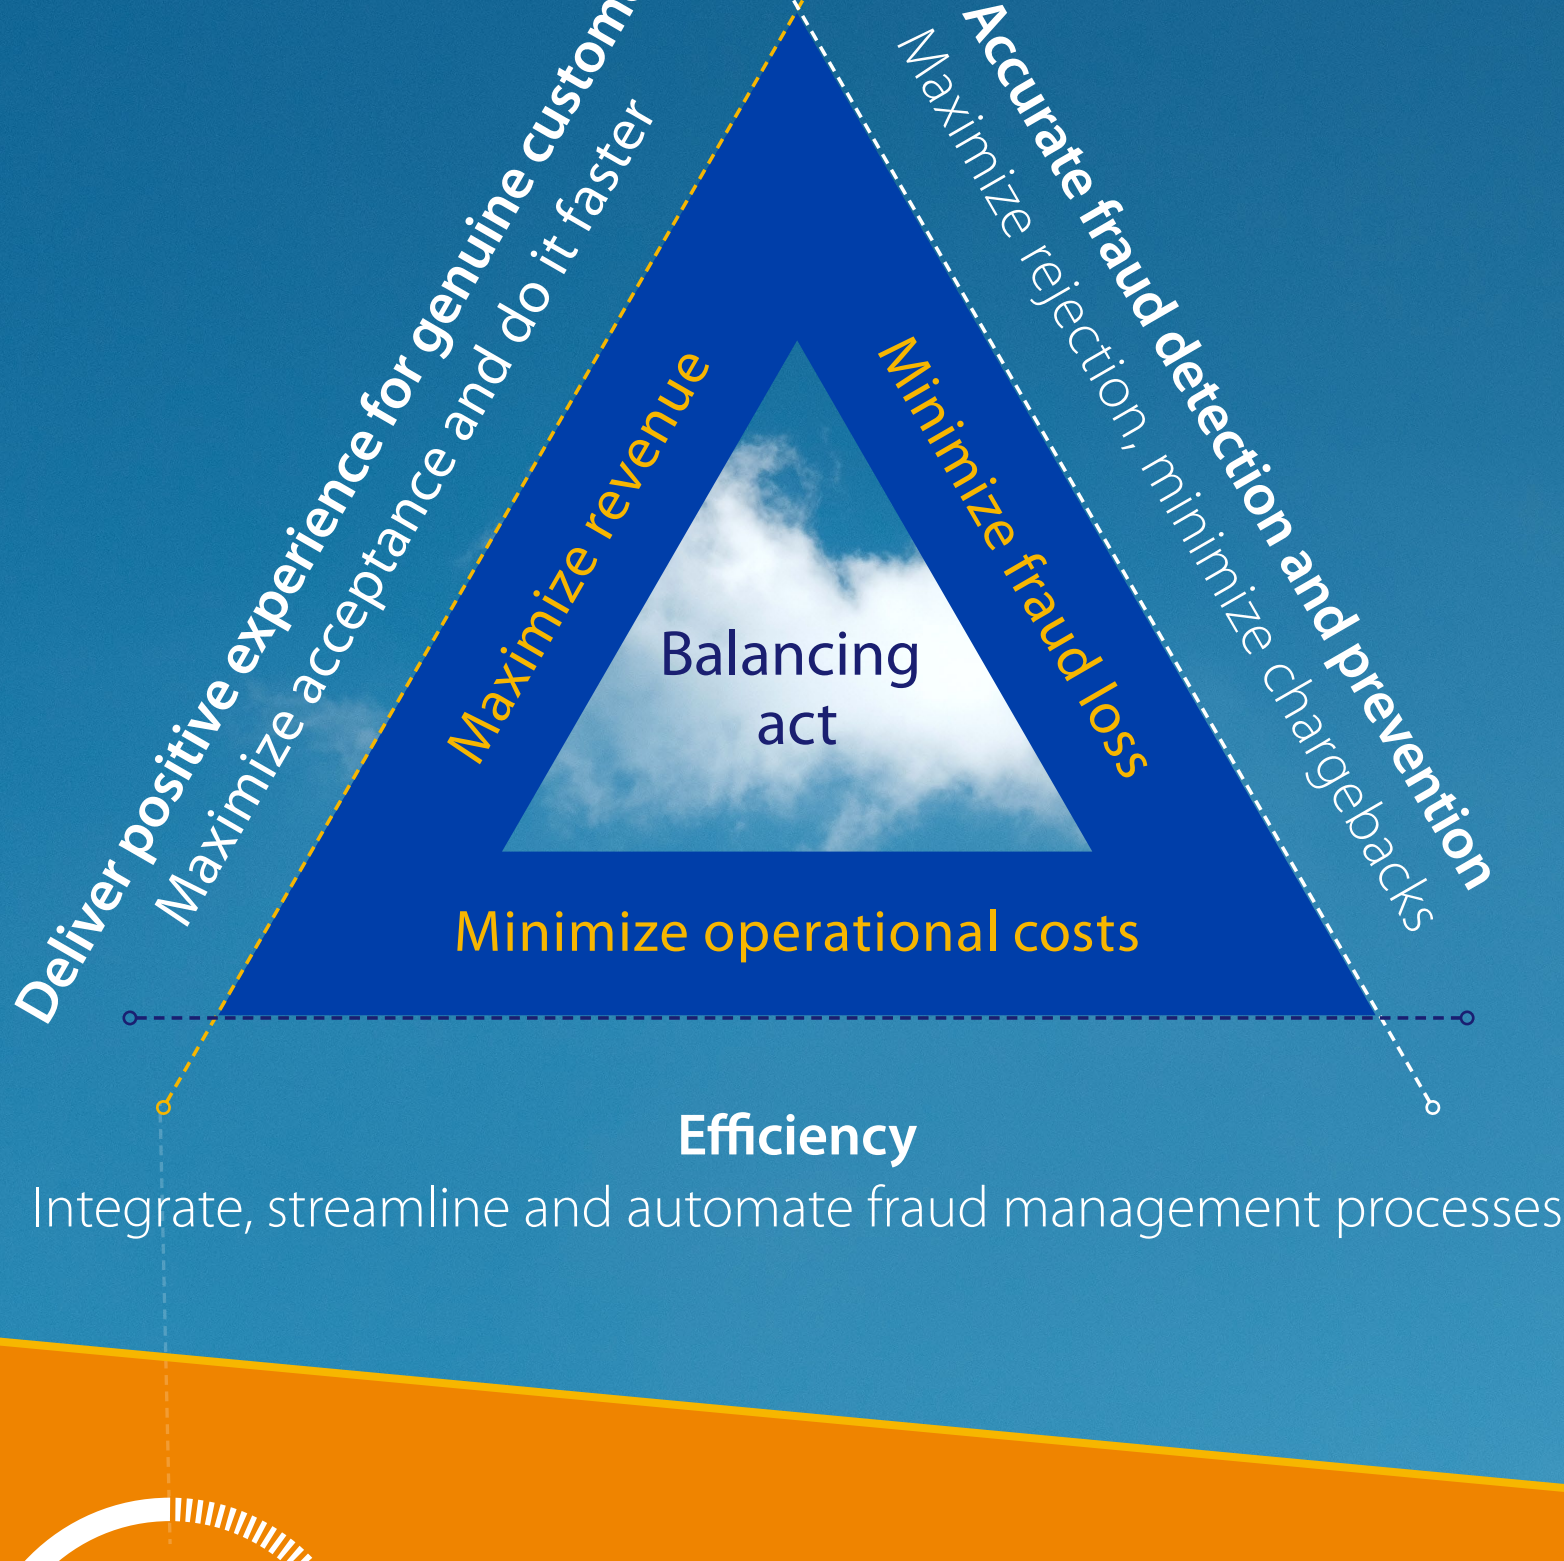 Deliver positive experience for genuine
Maximize acceptance and do it faster
Accurate fraud detection and prevention
Maximize rejection, minimize chargebacks
Maximize revenue
Minimize fraud loss
Balancing
act
Minimize operational costs
Efficiency
Integrate, streamline and automate fraud management processes